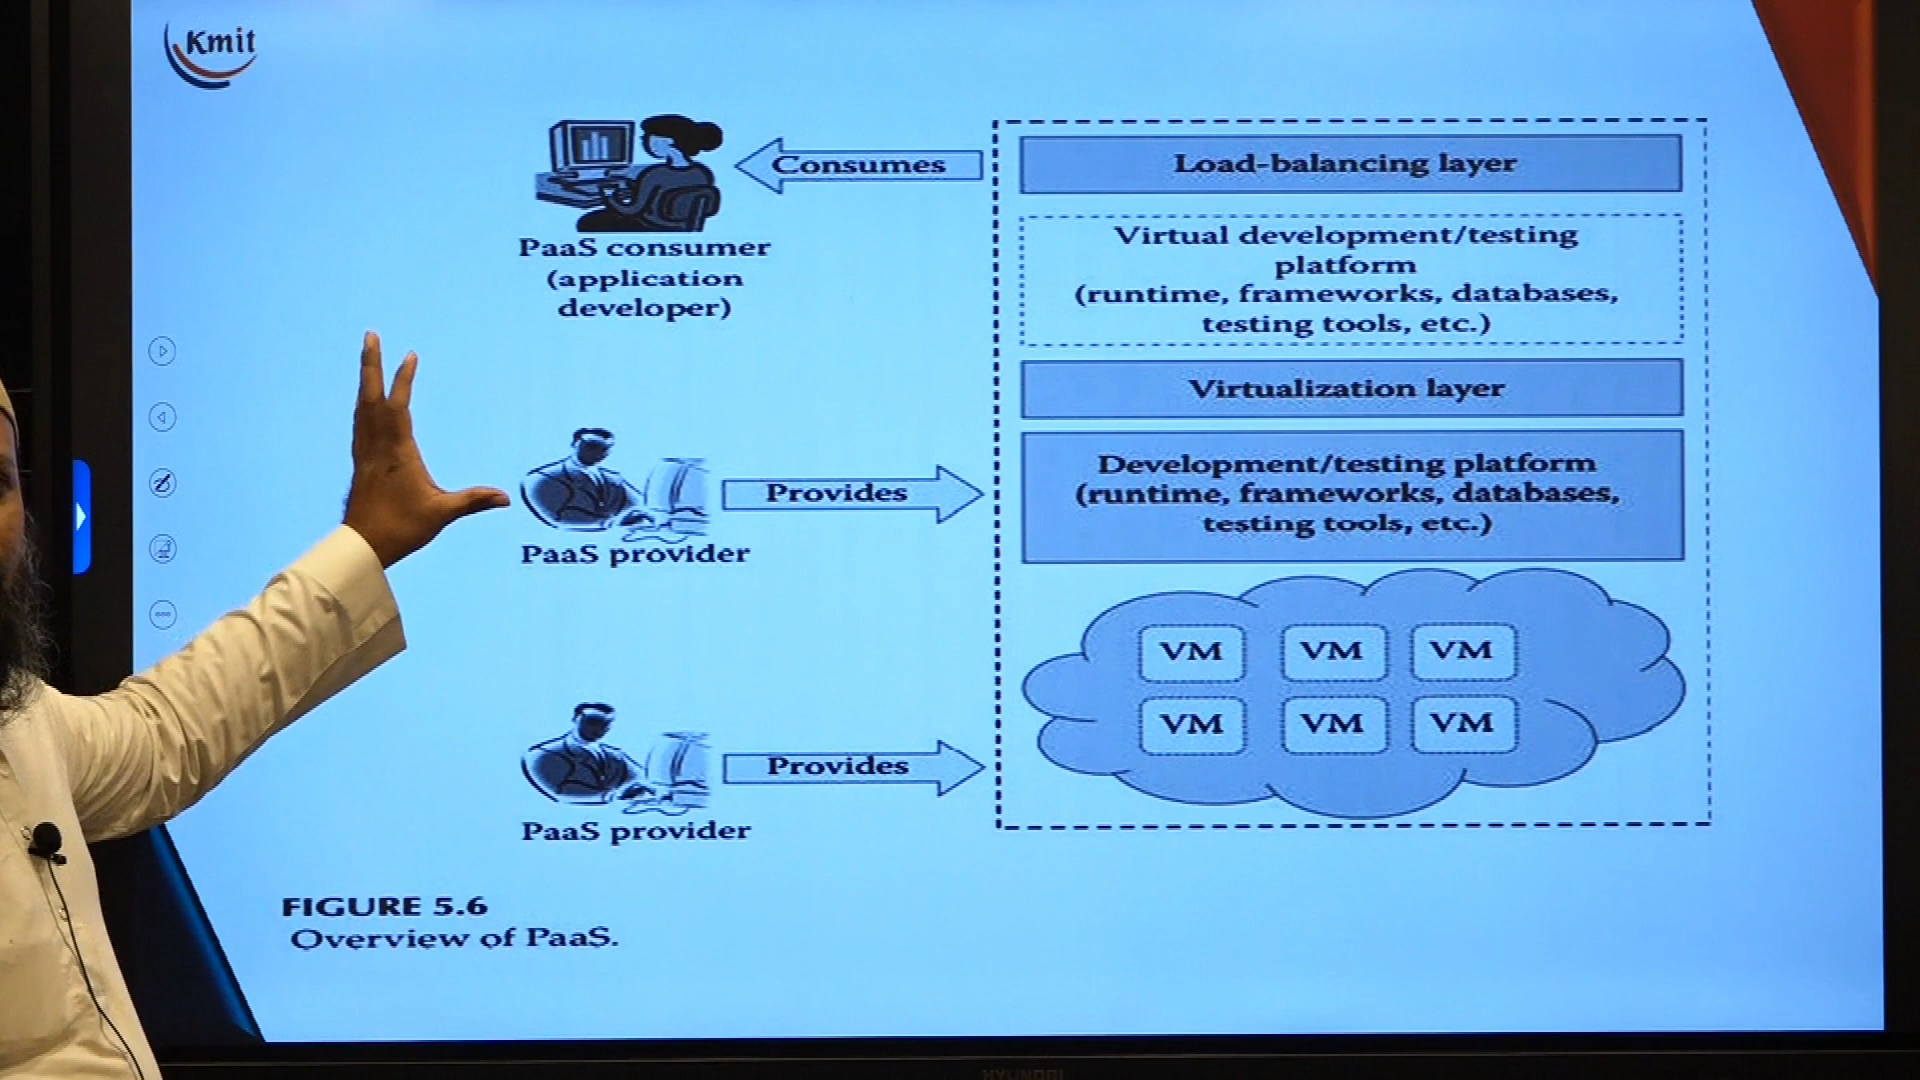 Kmit
Consumes
Load-balancing layer
PaaS consumer
(application
developer)
Virtual development/testing
platform
(runtime, frameworks, databases,
testing tools, etc.)
Virtualization layer
Provides
PaaS provider
Development/testing platform
(runtime, frameworks, databases,
testing tools, etc.)
VM VM VM
VM VM VM
Provides
PaaS provider
FIGURE 5.6
Overview of PaaS.
HYUNDAI